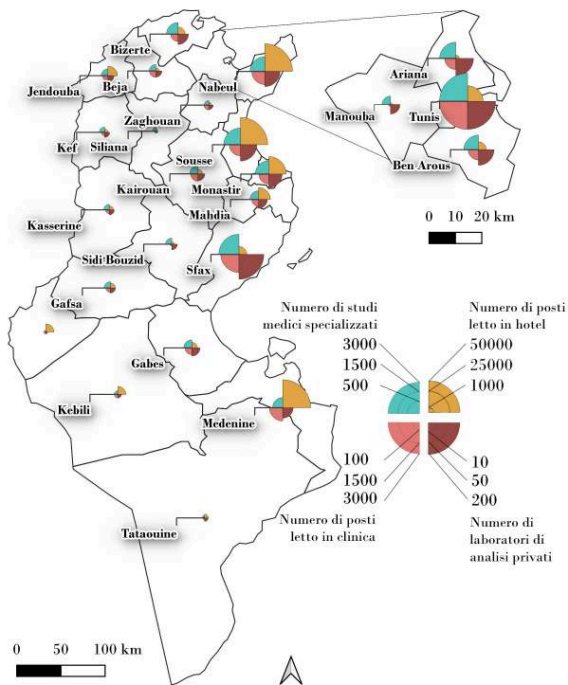 Bizerte
Jendouba
Beja
Nabeul
Ariana
Manouba
Tunis
Zaghouan
Kef
Siliana
Sousse
Ben Arous
Kairouan
Monastir
Mahdia
0 10 20 km
Kasserine
Sidi Bouzid
Sfax
Gafsa
Numero di studi
medici specializzati
3000
1500
500
Numero di posti
letto in hotel
50000
25000
1000
Gabes
Kebili
Medenine
100
1500
3000
Numero di posti
letto in clinica
10
50
200
Numero di
laboratori di
analisi privati
Tataouine
0 50 100 km